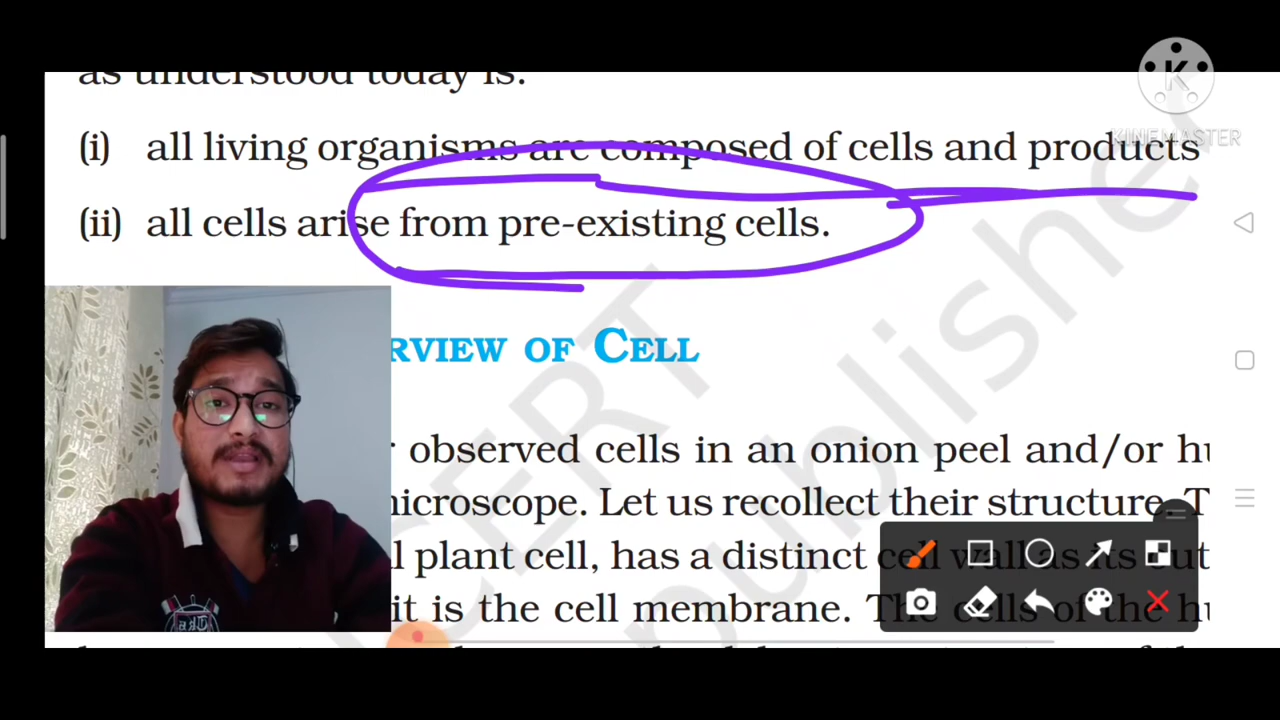 as understood today is:
KINEMASTER
(i) all living organisms are composed of cells and products
(ii) all cells arise from pre-existing cells.
RVIEW OF CELL
r observed cells in an onion peel and/or hu
nicroscope. Let us recollect their structure. T
l plant cell, has a distinct cell wall as its out
it is the cell membrane. The cells of the hu